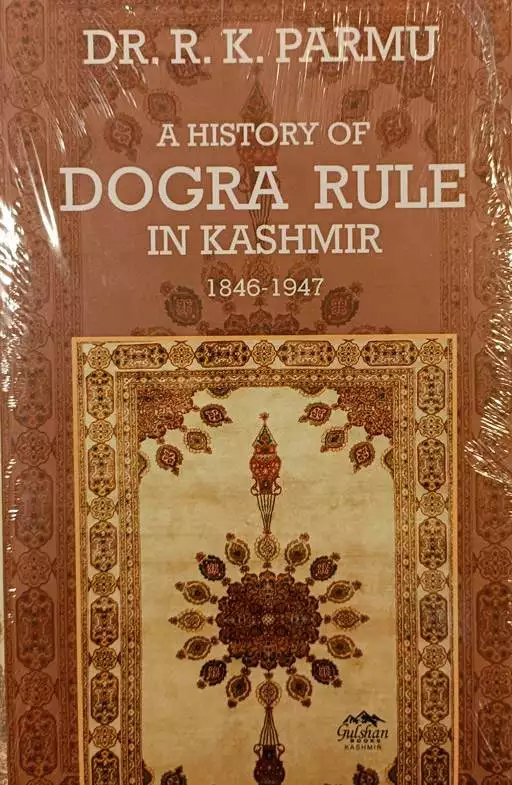 DR. R. K. PARMU
A HISTORY OF
DOGRA RULE
IN KASHMIR
1846-1947
Gulshan
BOOKS
KASHMIR